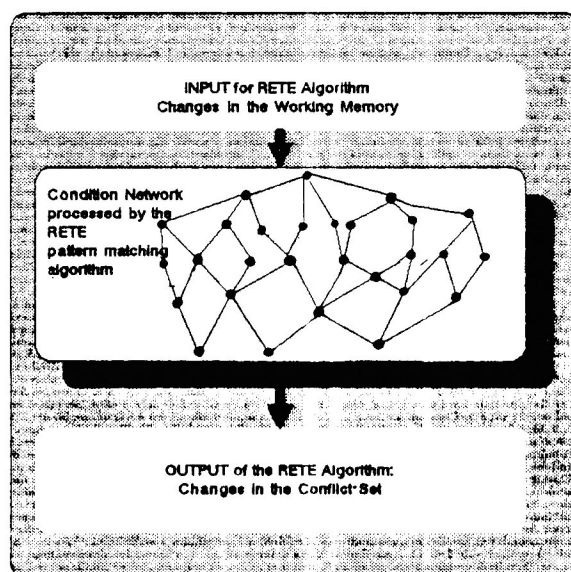 INPUT for RETE Algorithm
Changes in the Working Memory
Condition Network
processed by the
RETE
pattern matching
algorithm
OUTPUT of the RETE Algorithm:
Changes in the Conflict Set